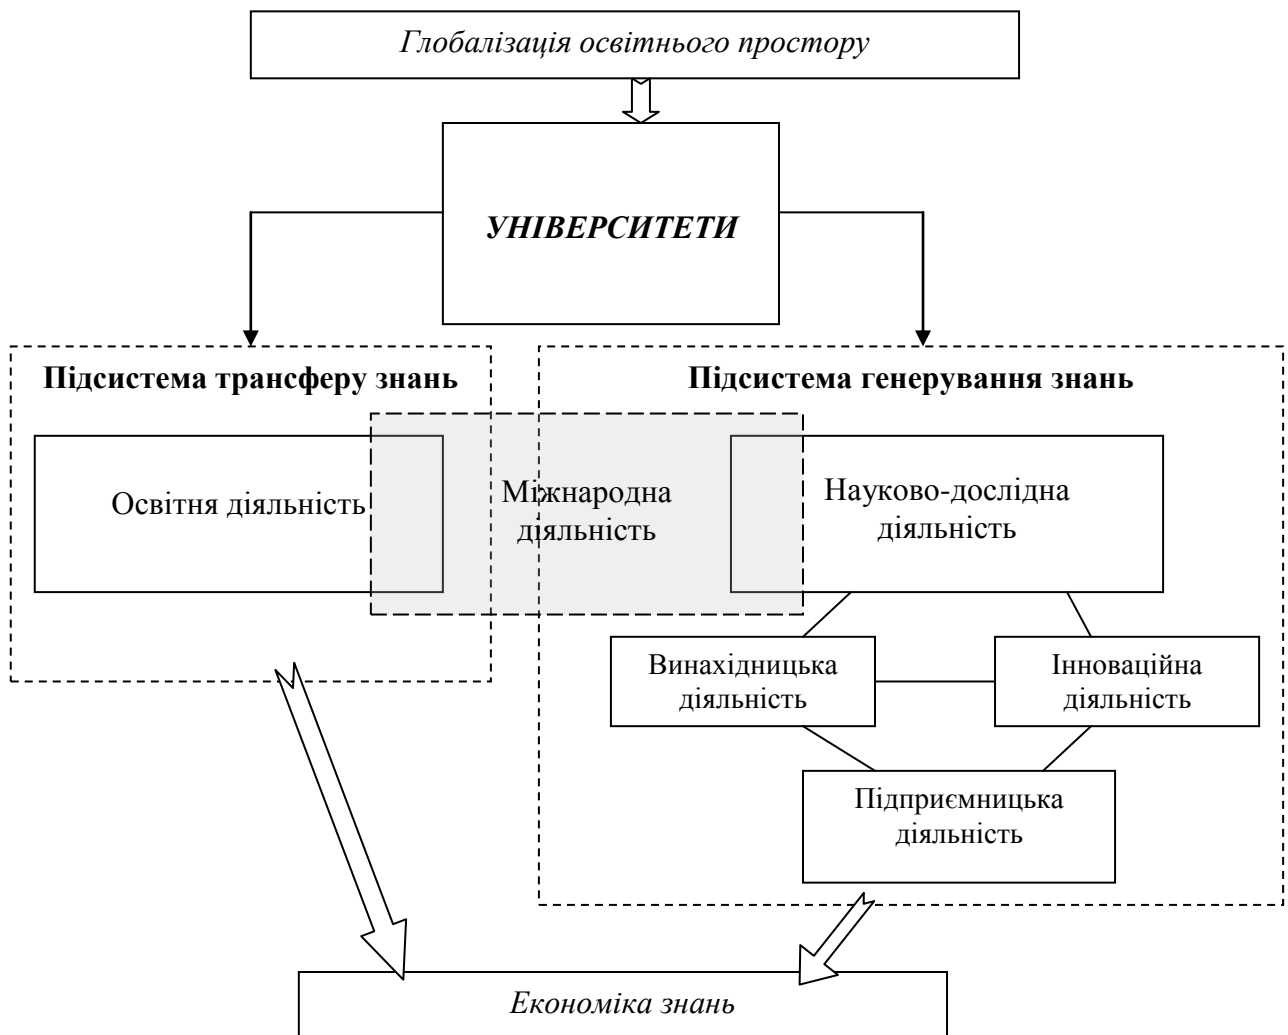 Глобалізація освітнього простору
УНІВЕРСИТЕТИ
Підсистема трансферу знань
Підсистема генерування знань
Освітня діяльність
Міжнародна
діяльність
Науково-дослідна
діяльність
Винахідницька
діяльність
Інноваційна
діяльність
Підприємницька
діяльність
Економіка знань